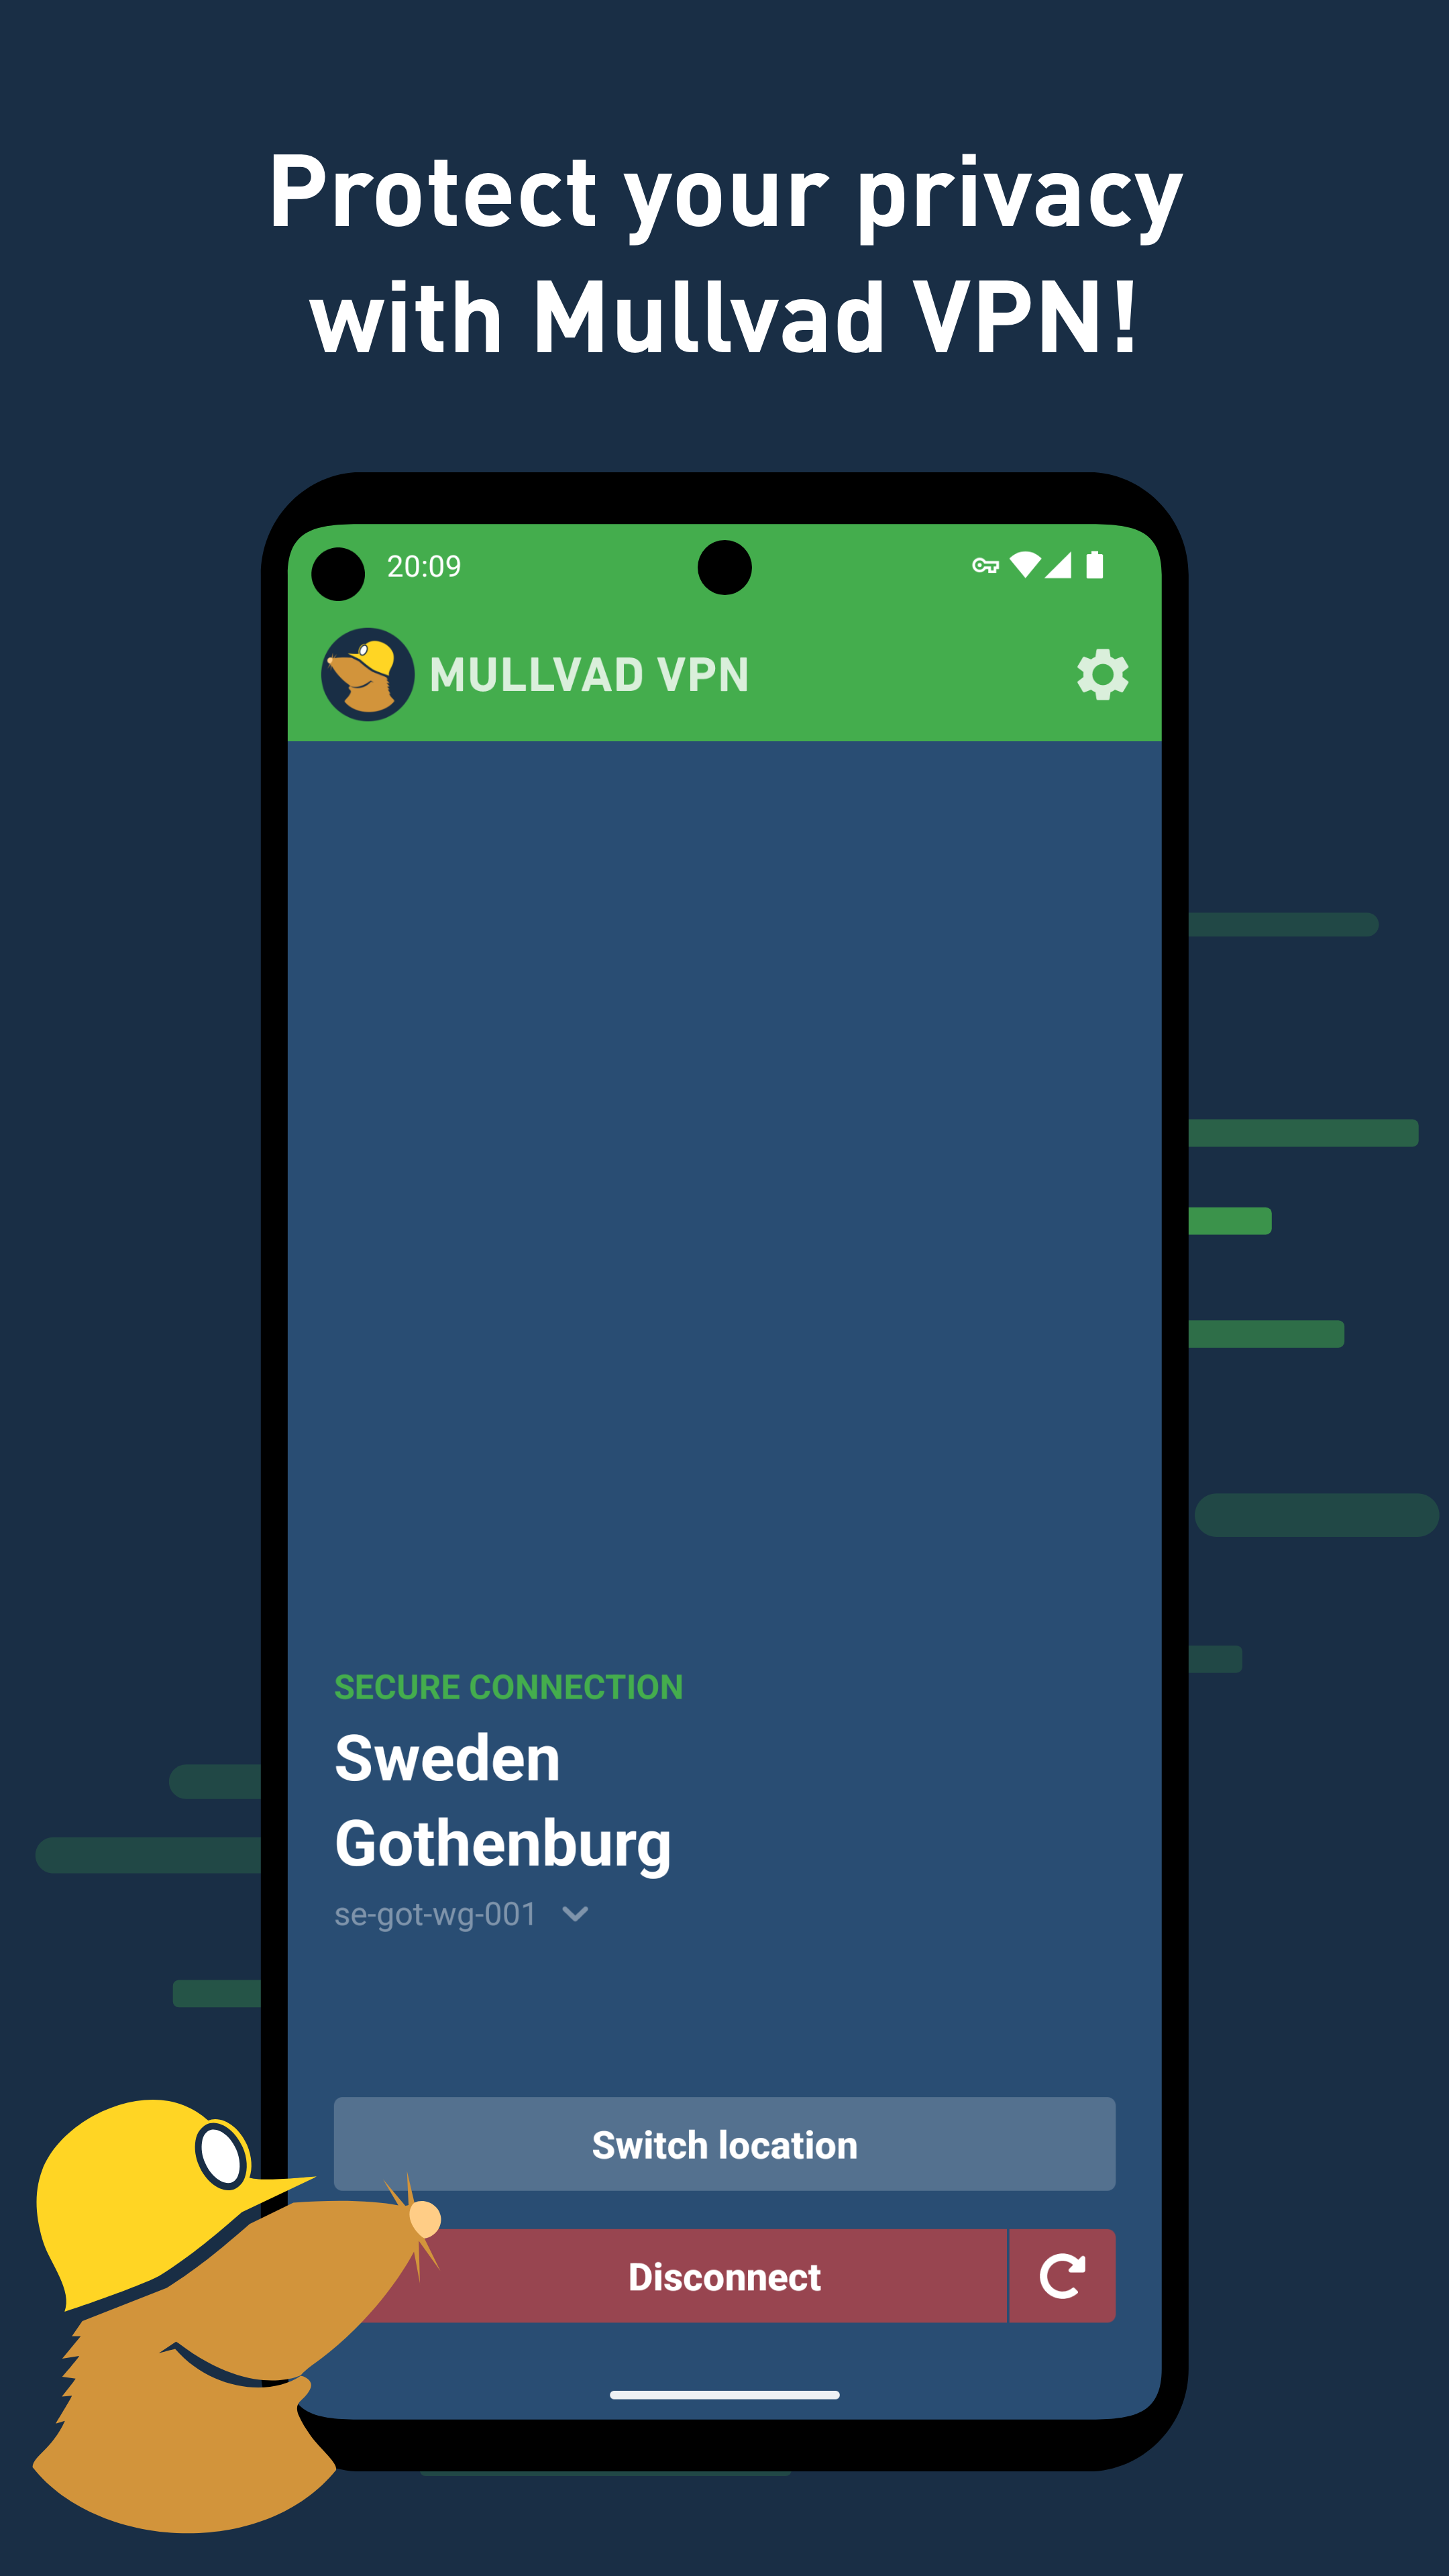 Protect your privacy
with Mullvad VPN!
20:09
MULLVAD VPN
SECURE CONNECTION
Sweden
Gothenburg
se-got-wg-001
Switch location
Disconnect